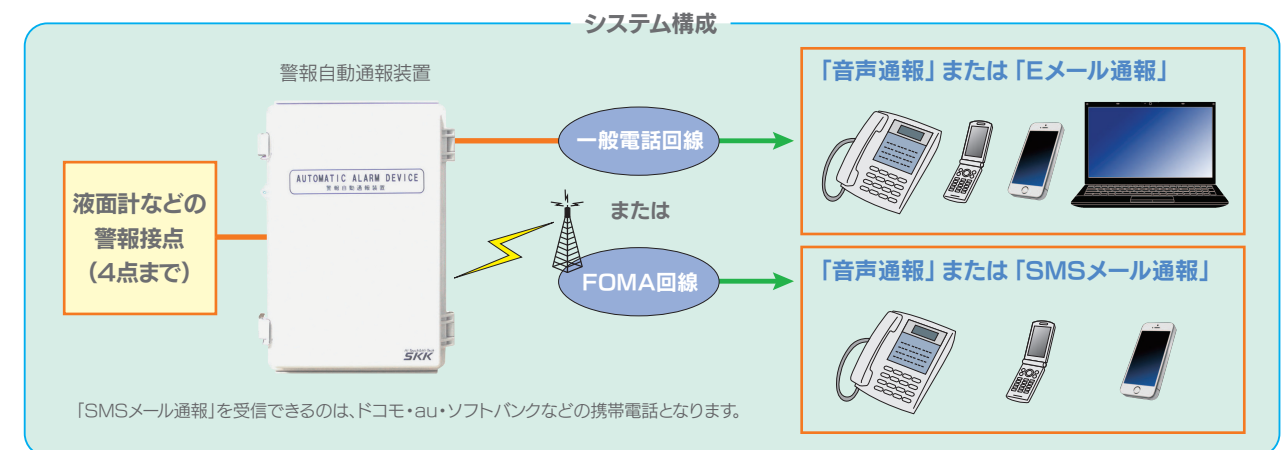 システム構成
警報自動通報装置
液面計などの
警報接点
(4点まで)
AUTOMATIC ALARM DEVICE
警報自動通報装置
SKK
一般電話回線
または
FOMA回線
「音声通報」または「Eメール通報」
「音声通報」または「SMSメール通報」
「SMSメール通報」を受信できるのは、ドコモ・au・ソフトバンクなどの携帯電話となります。